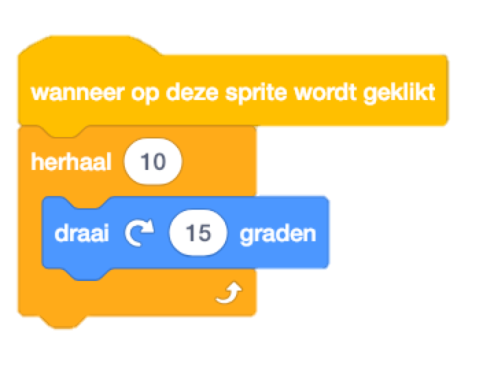 wanneer op deze sprite wordt geklikt
herhaal 10
draai 15 graden